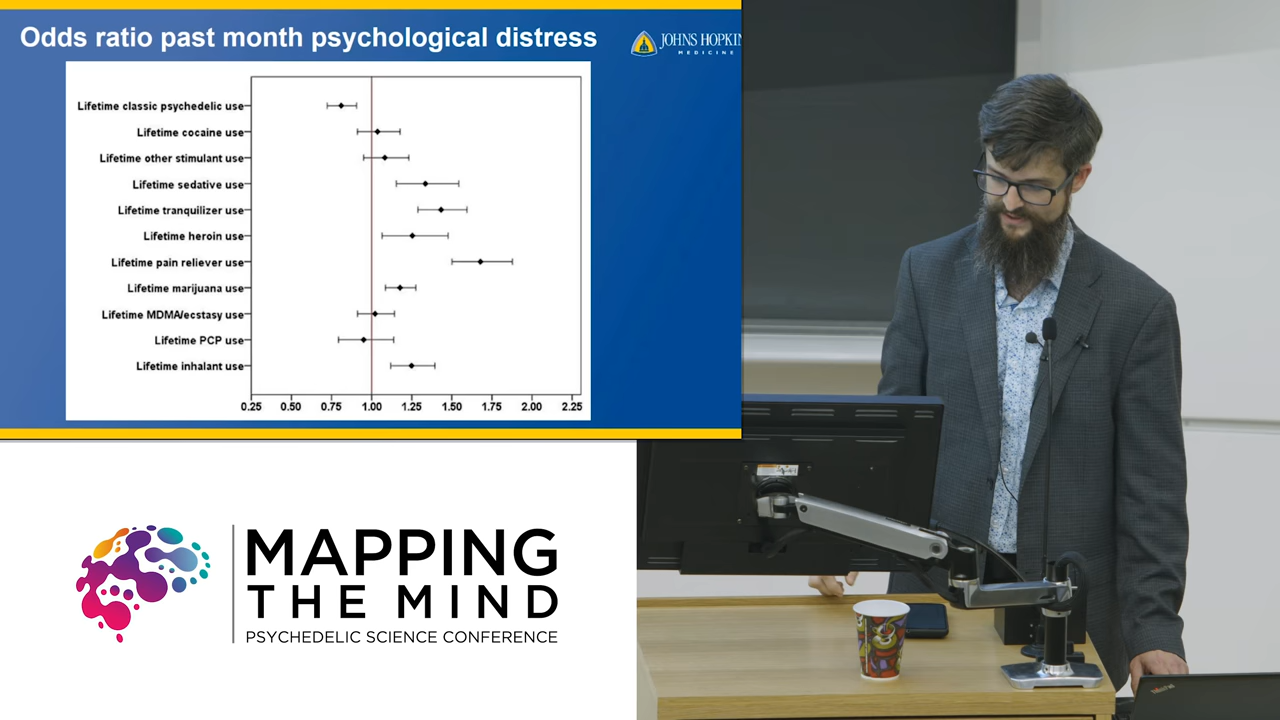 Odds ratio past month psychological distress
JOHNS HOPKIN
MEDICINE
Lifetime classic psychedelic use
Lifetime cocaine use
Lifetime other stimulant use
Lifetime sedative use
Lifetime tranquilizer use
Lifetime heroin use
Lifetime pain reliever use
Lifetime marijuana use
Lifetime MDMA/ecstasy use
Lifetime PCP use
Lifetime inhalant use
0.25 0.50 0.75 1.00 1.25 1.50 1.75 2.00 2.25
MAPPING
THE MIND
PSYCHEDELIC SCIENCE CONFERENCE
ThinkPad